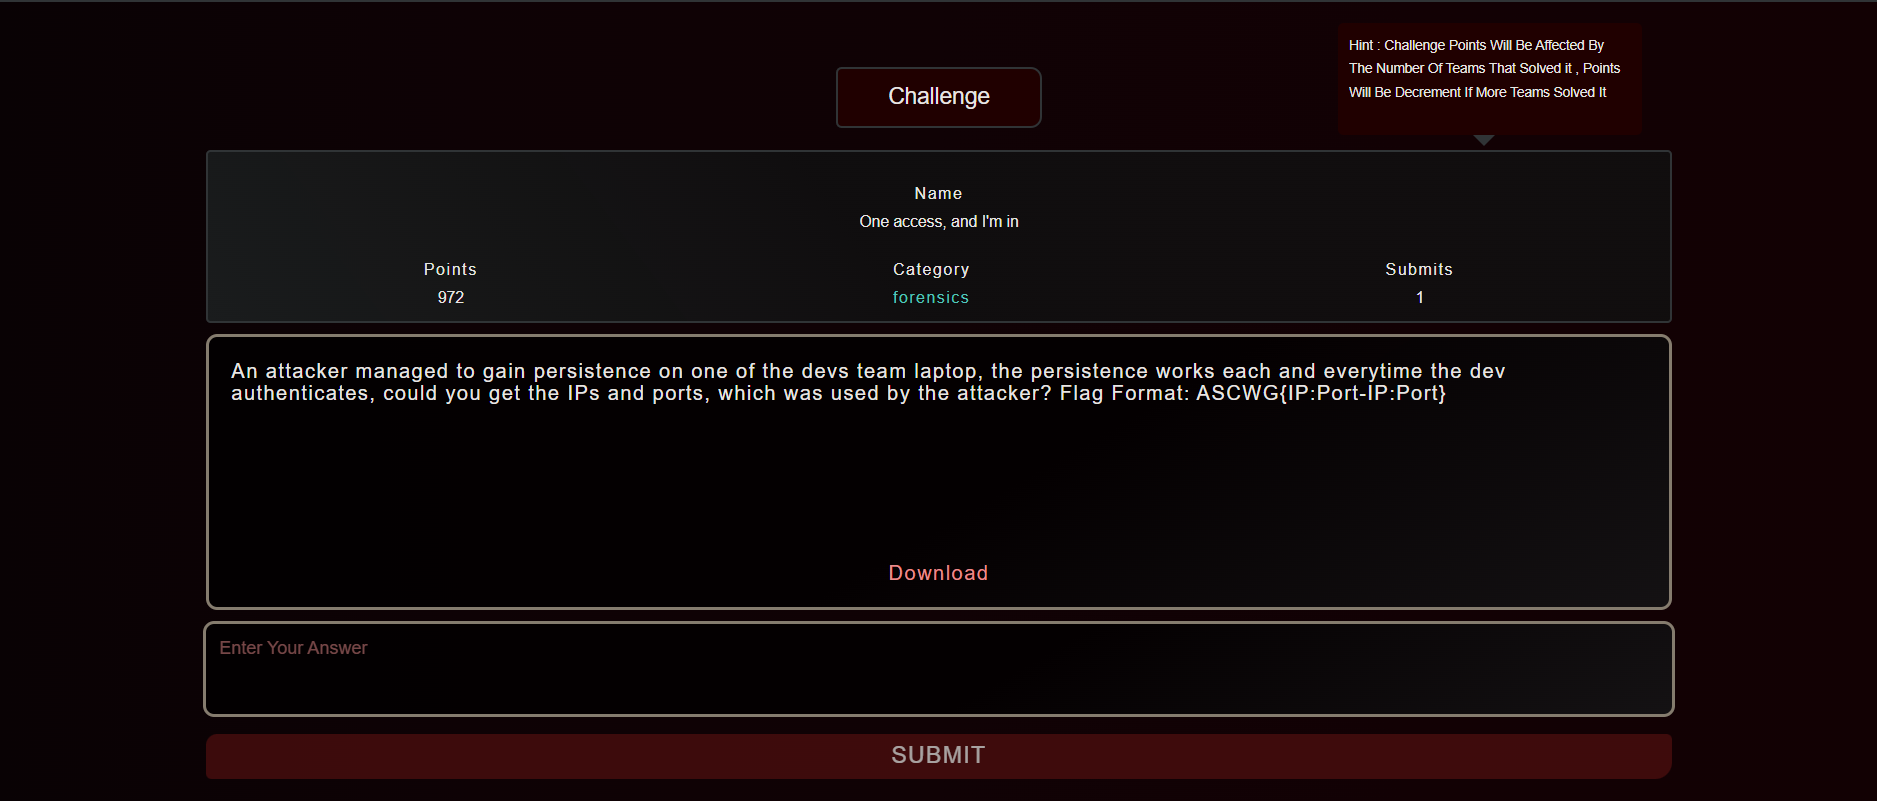 Hint : Challenge Points Will Be Affected By
The Number Of Teams That Solved it , Points
Will Be Decrement If More Teams Solved It
Challenge
Name
One access, and I'm in
Points
972
Category
forensics
Submits
1
An attacker managed to gain persistence on one of the devs team laptop, the persistence works each and everytime the dev
authenticates, could you get the IPs and ports, which was used by the attacker? Flag Format: ASCWG{IP:Port-IP:Port}
Download
Enter Your Answer
SUBMIT